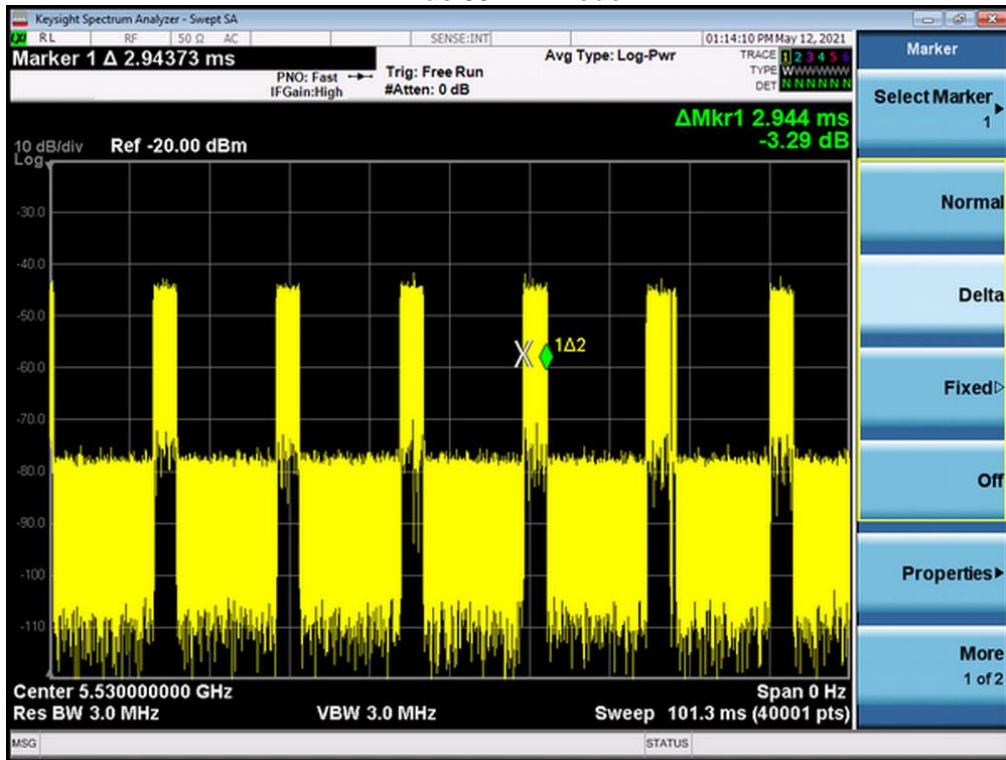 Keysight Spectrum Analyzer - Swept SA
LXI RL RF 50 Ω AC SENSE:INT 01:14:10 PM May 12, 2021
Marker 1 Δ 2.94373 ms
PNO: Fast
IFGain:High
Trig: Free Run
#Atten: 0 dB
Avg Type: Log-Pwr
TRACE 1 2 3 4 5 6
TYPE WWWWWW
DET N N N N N N
ΔMkr1 2.944 ms
-3.29 dB
10 dB/div Ref -20.00 dBm
Log
-30.0
-40.0
-50.0
1Δ2
-60.0
-70.0
-80.0
-90.0
-100
-110
Center 5.530000000 GHz Span 0 Hz
Res BW 3.0 MHz VBW 3.0 MHz Sweep 101.3 ms (40001 pts)
MSG STATUS
Marker
Select Marker
1
Normal
Delta
Fixed
Off
Properties
More
1 of 2